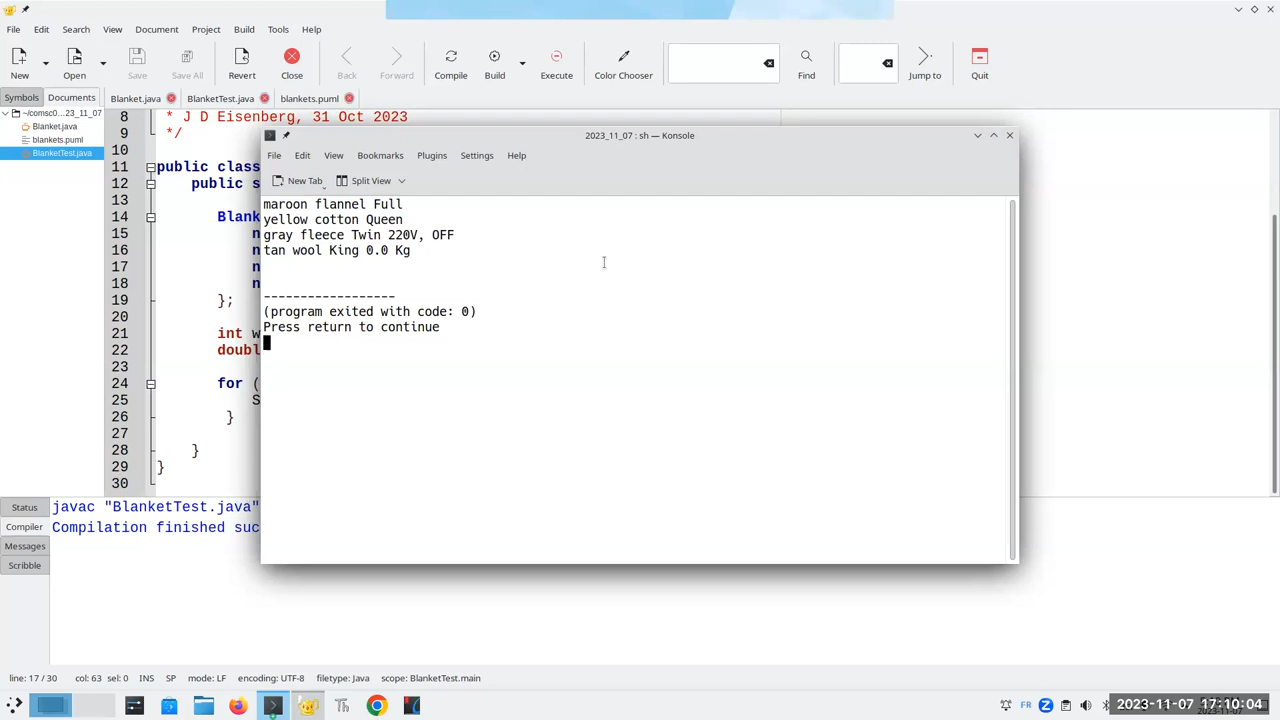 File Edit Search View Document Project Build Tools Help
New Open Save Save All Revert Close Back Forward Compile Build Execute Color Chooser Find Jump to Quit
Symbols Documents Blanket.java BlanketTest.java blankets.puml
~/comsc0...23_11_07
Blanket.java
blankets.puml
BlanketTest.java
8 * J D Eisenberg, 31 Oct 2023
9 */
10
11 public class
12 public s
13
14 Blank
15 n
16 n
17 n
18 n
19 };
20
21 int w
22 doubl
23
24 for (
25 S
26 }
27
28 }
29 }
30
2023_11_07 : sh — Konsole
File Edit View Bookmarks Plugins Settings Help
New Tab Split View
maroon flannel Full
yellow cotton Queen
gray fleece Twin 220V, OFF
tan wool King 0.0 Kg
------------------
(program exited with code: 0)
Press return to continue
Status
Compiler
Messages
Scribble
javac "BlanketTest.java"
Compilation finished suc
line: 17 / 30 col: 63 sel: 0 INS SP mode: LF encoding: UTF-8 filetype: Java scope: BlanketTest.main
Th FR Z 2023-11-07 17:10:04